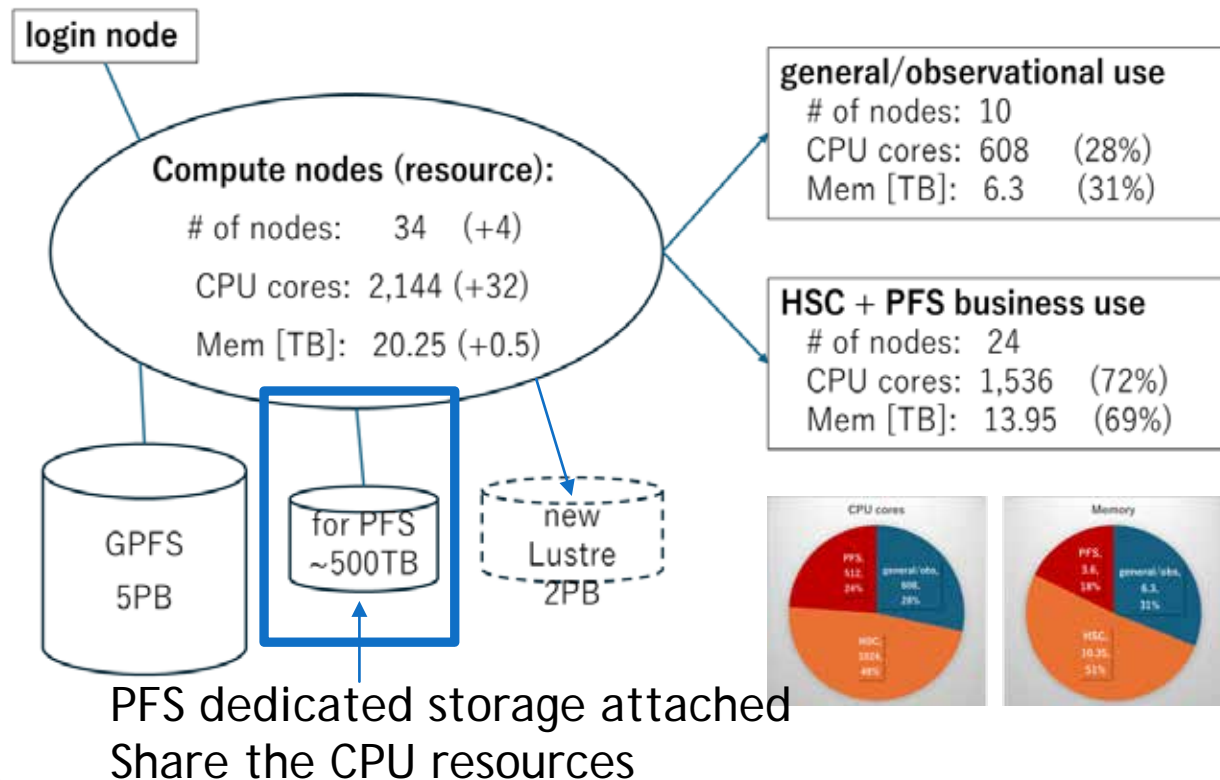 login node
Compute nodes (resource):
# of nodes: 34 (+4)
CPU cores: 2,144 (+32)
Mem [TB]: 20.25 (+0.5)
general/observational use
# of nodes: 10
CPU cores: 608 (28%)
Mem [TB]: 6.3 (31%)
HSC + PFS business use
# of nodes: 24
CPU cores: 1,536 (72%)
Mem [TB]: 13.95 (69%)
GPFS
5PB
for PFS
~500TB
new
Lustre
2PB
CPU cores
PFS,
512,
24%
general/obs,
608,
28%
HSC,
1024,
48%
Memory
PFS,
3.6,
18%
general/obs,
6.3,
31%
HSC,
10.35,
51%
PFS dedicated storage attached
Share the CPU resources